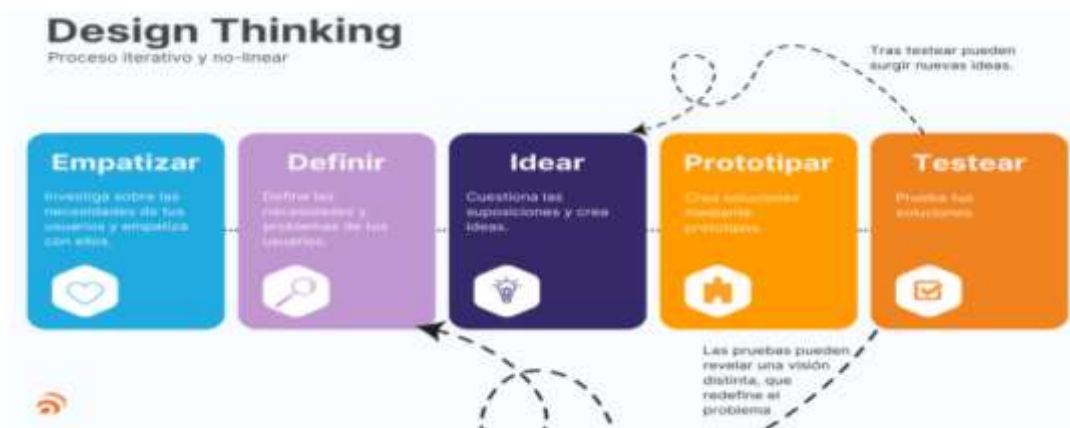 Design Thinking
Proceso iterativo y no-linear
Tras testear pueden
surgir nuevas ideas.
Empatizar
Investiga sobre las
necesidades de tus
usuarios y empatiza
con ellos.
Definir
Define las
necesidades y
problemas de tus
usuarios.
Idear
Cuestiona las
suposiciones y crea
ideas.
Prototipar
Crea soluciones
mediante
prototipos.
Testear
Prueba tus
soluciones
Las pruebas pueden
revelar una visión
distinta, que
redefine el
problema